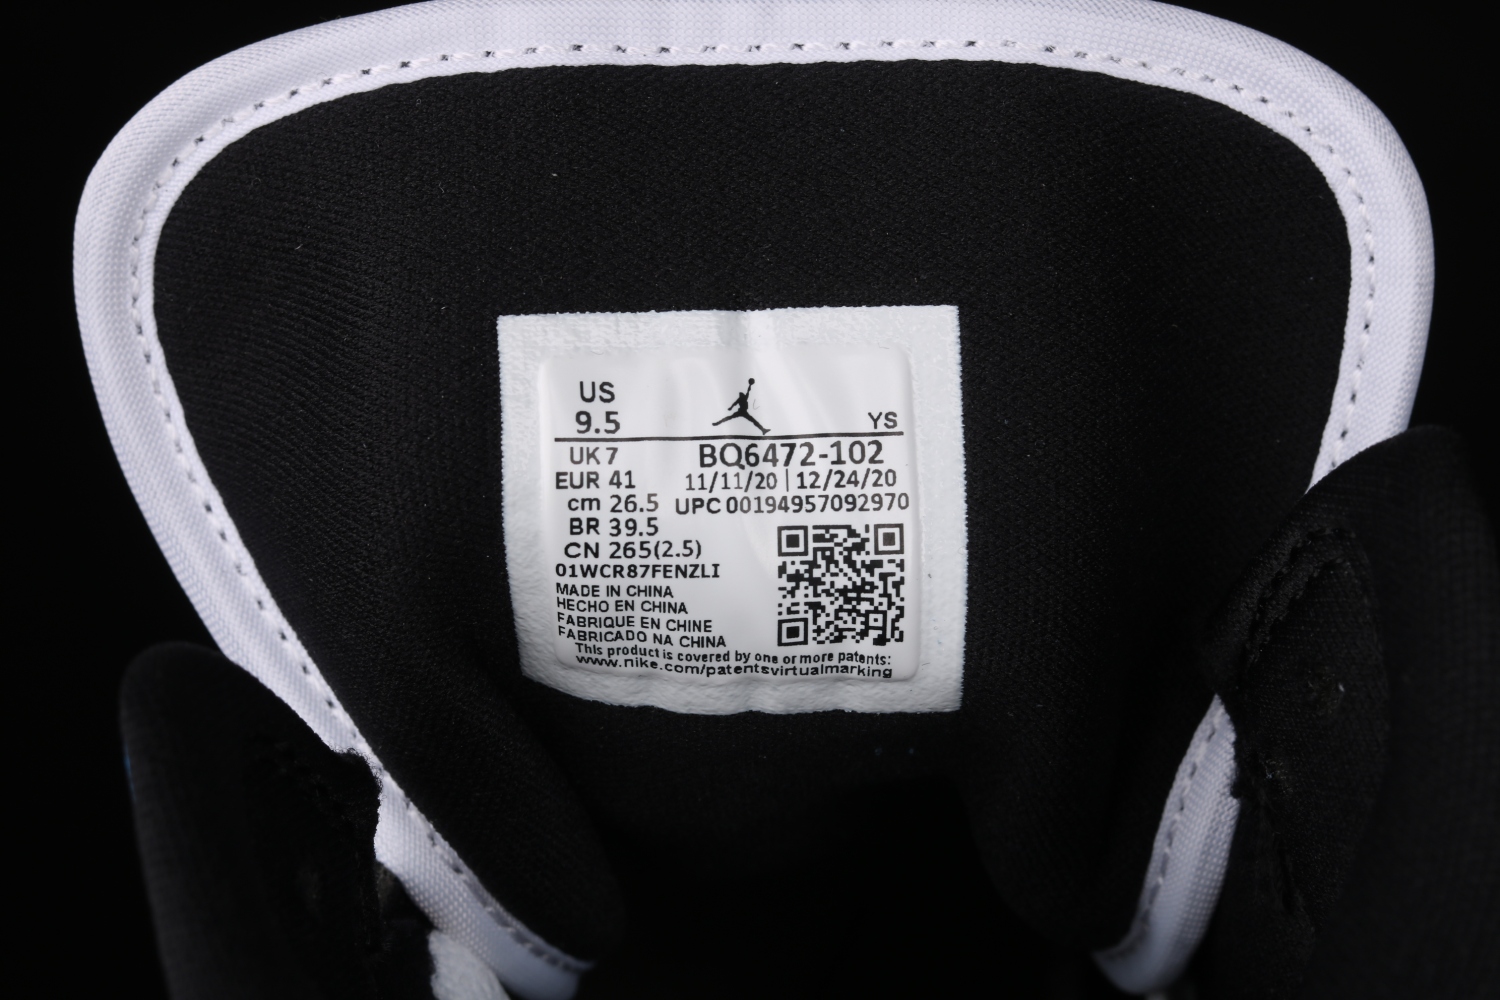 US
9.5
YS
UK 7
BQ6472-102
EUR 41
11/11/20 | 12/24/20
cm 26.5
UPC 00194957092970
BR 39.5
CN 265(2.5)
01WCR87FENZLI
MADE IN CHINA
HECHO EN CHINA
FABRIQUE EN CHINE
FABRICADO NA CHINA
This product is covered by one or more patents:
www.nike.com/patentsvirtualmarking